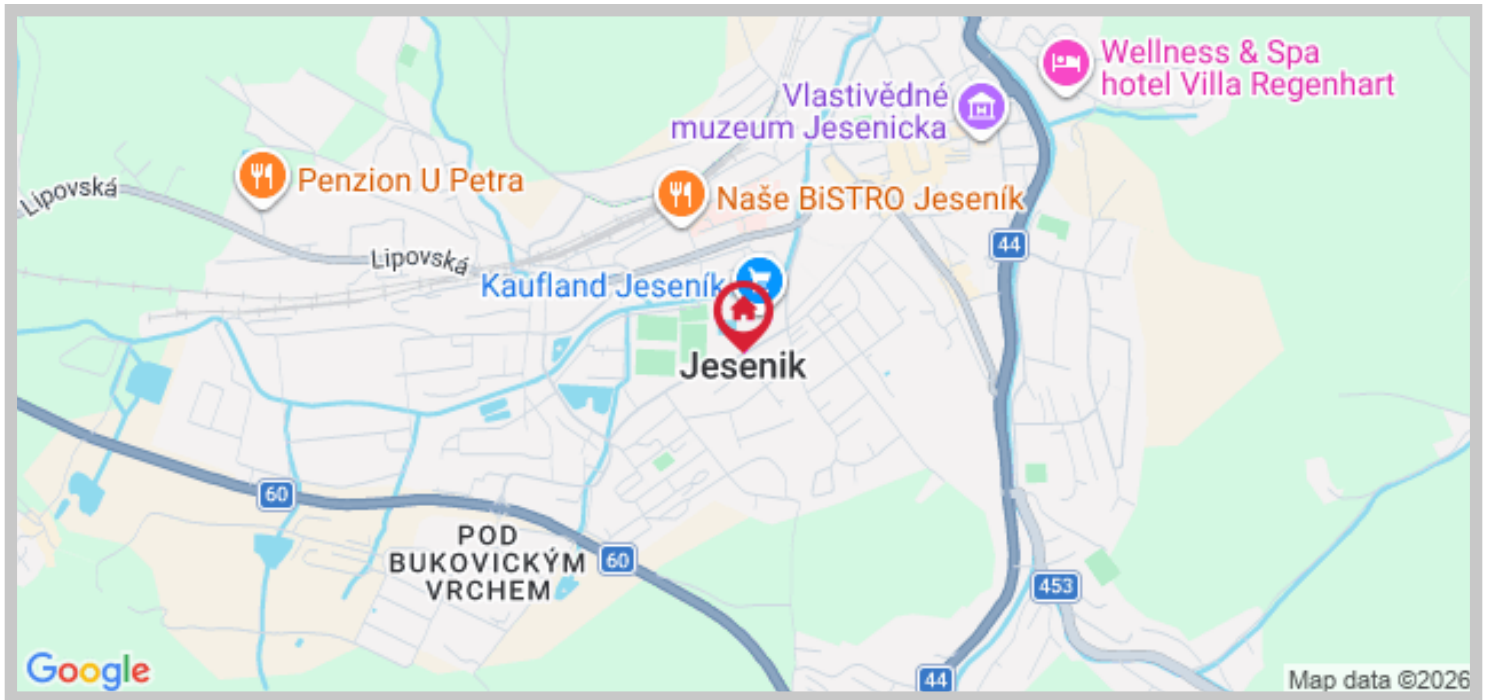 Wellness & Spa
hotel Villa Regenhart
Vlastivědné
muzeum Jesenicka
Penzion U Petra
Lipovská
Naše BiSTRO Jeseník
44
Lipovská
Kaufland Jeseník
Jesenik
60
POD
BUKOVICKÝM
VRCHEM
60
453
44
Google
Map data ©2026